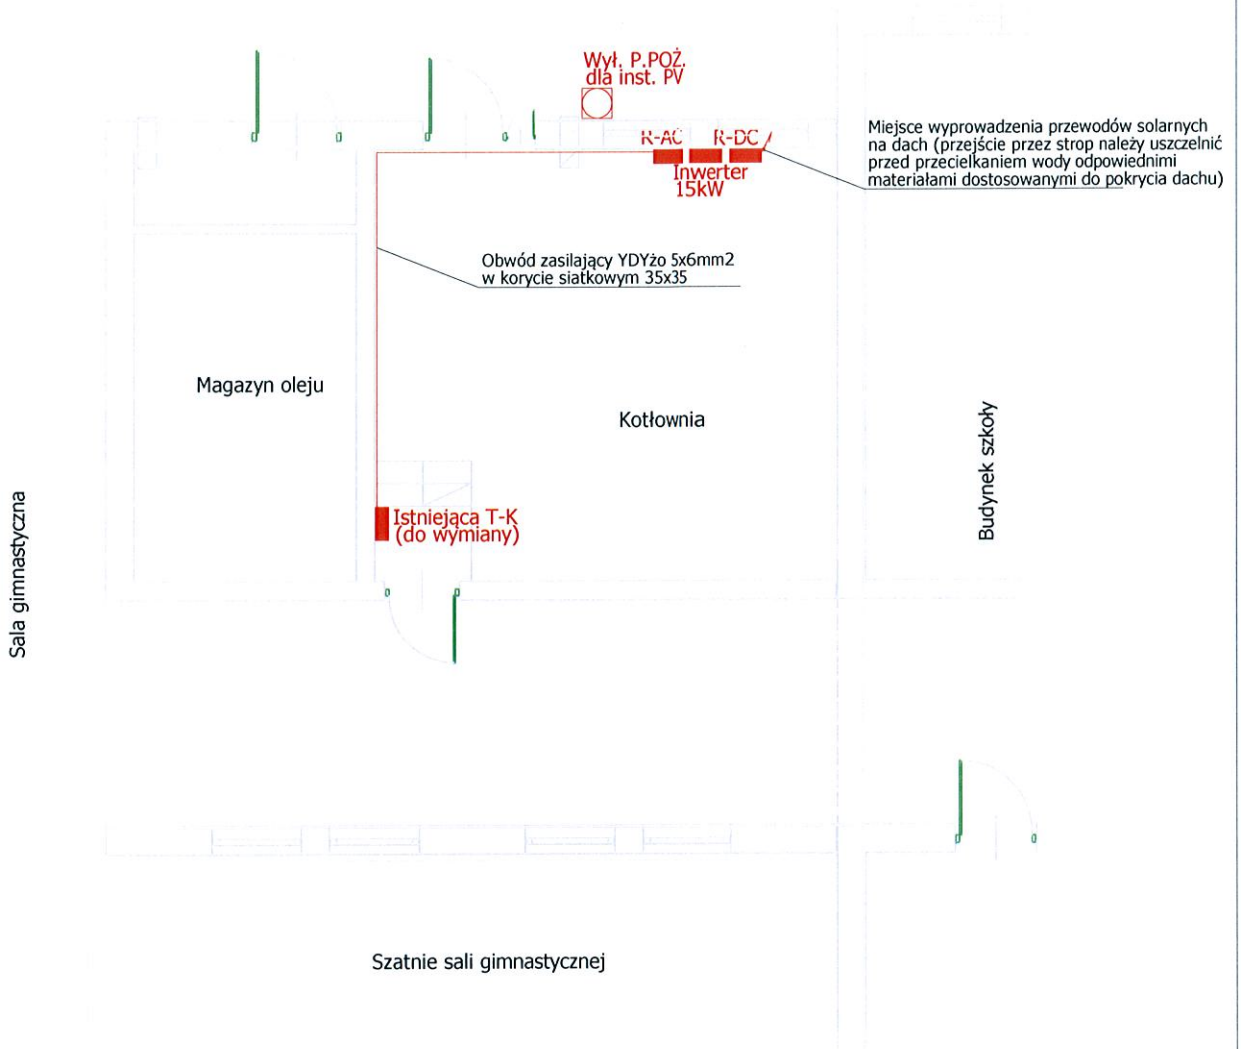 Wył. P.POŻ.
dla inst. PV
R-AC
R-DC
Inwerter
15kW
Miejsce wyprowadzenia przewodów solarnych
na dach (przejście przez strop należy uszczelnić
przed przecielkaniem wody odpowiednimi
materiałami dostosowanymi do pokrycia dachu)
Obwód zasilający YDYżo 5x6mm2
w korycie siatkowym 35x35
Magazyn oleju
Kotłownia
Budynek szkoły
Sala gimnastyczna
Istniejąca T-K
(do wymiany)
Szatnie sali gimnastycznej